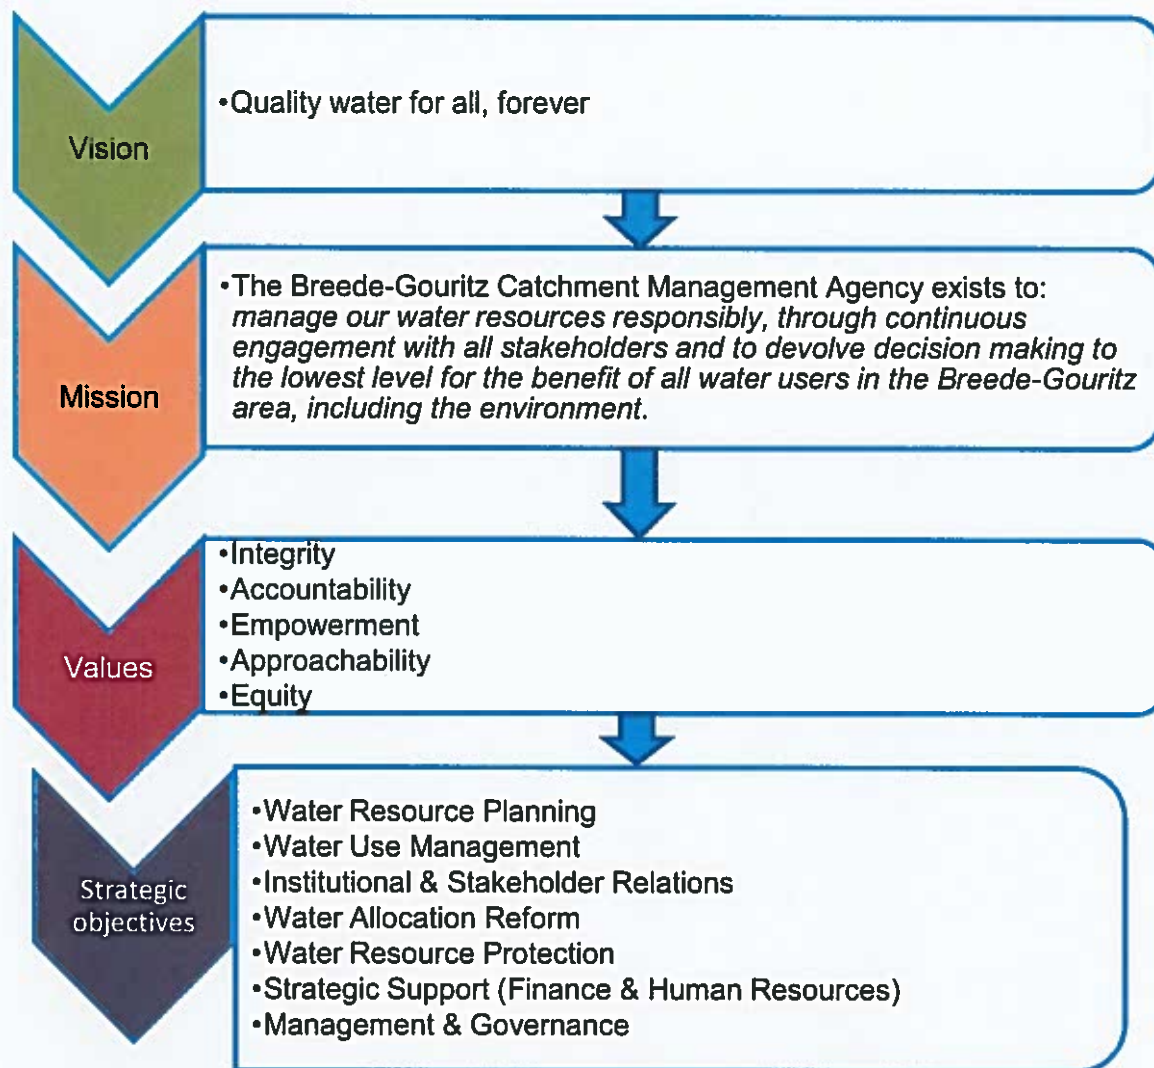 Vision
•Quality water for all, forever
Mission
•The Breede-Gouritz Catchment Management Agency exists to:
manage our water resources responsibly, through continuous
engagement with all stakeholders and to devolve decision making to
the lowest level for the benefit of all water users in the Breede-Gouritz
area, including the environment.
Values
•Integrity
•Accountability
•Empowerment
•Approachability
•Equity
Strategic
objectives
•Water Resource Planning
•Water Use Management
•Institutional & Stakeholder Relations
•Water Allocation Reform
•Water Resource Protection
•Strategic Support (Finance & Human Resources)
•Management & Governance